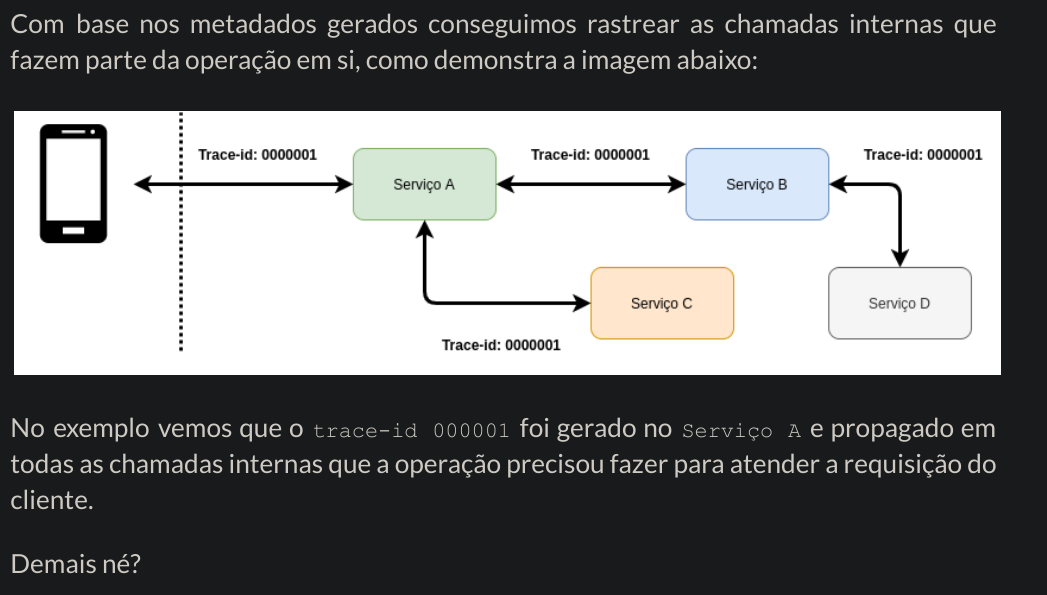 Com base nos metadados gerados conseguimos rastrear as chamadas internas que
fazem parte da operação em si, como demonstra a imagem abaixo:
Trace-id: 0000001
Trace-id: 0000001
Trace-id: 0000001
Serviço A
Serviço B
Serviço C
Serviço D
Trace-id: 0000001
No exemplo vemos que o trace-id 000001 foi gerado no Serviço A e propagado em
todas as chamadas internas que a operação precisou fazer para atender a requisição do
cliente.
Demais né?